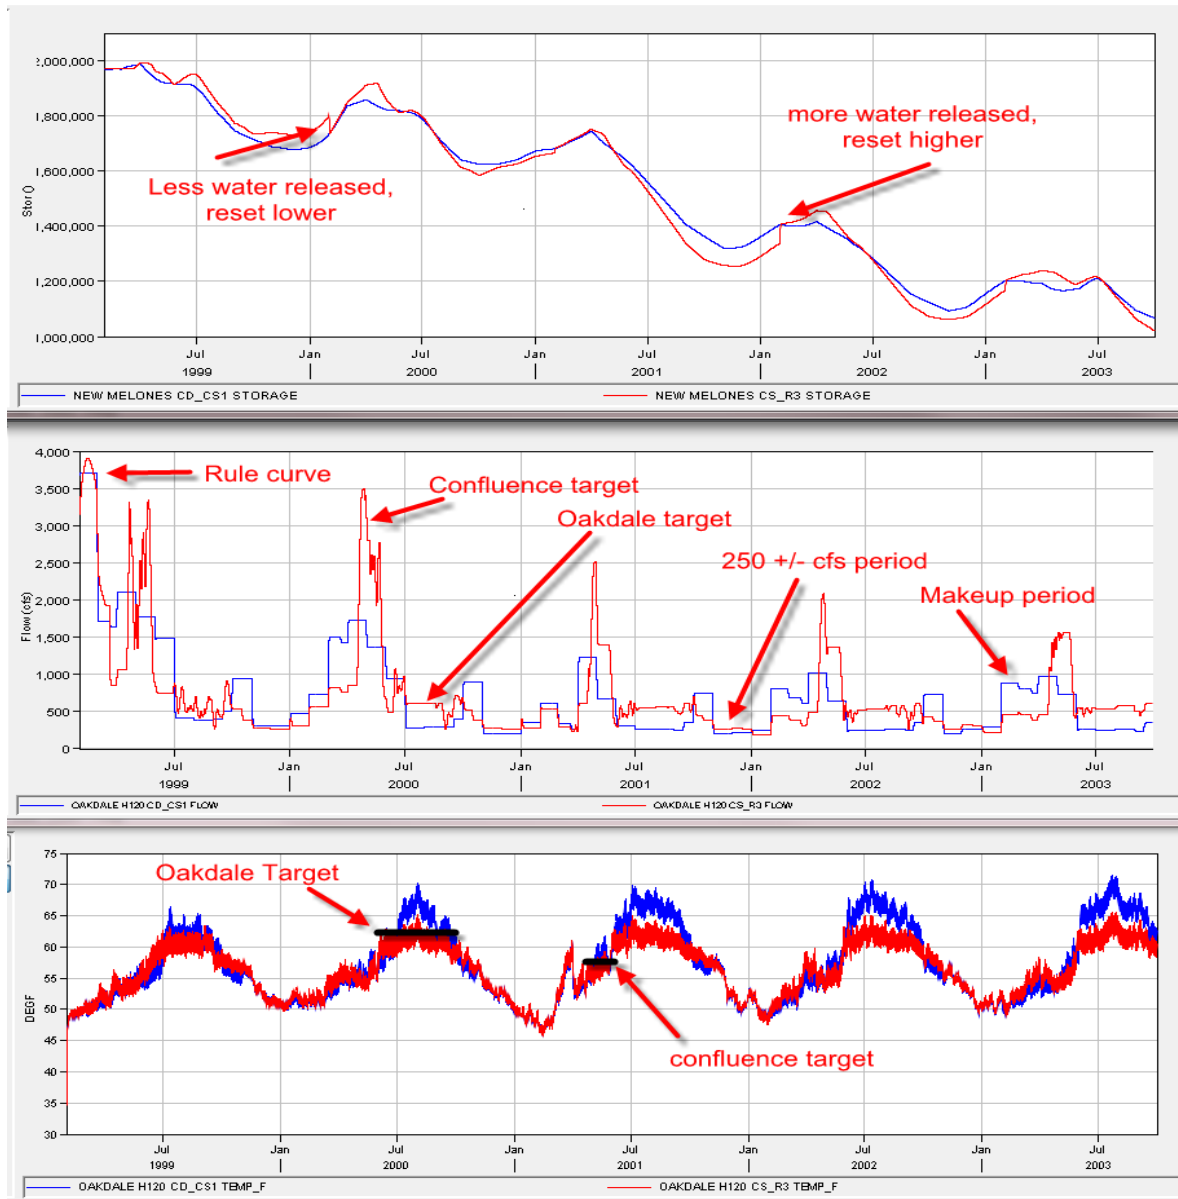 2,000,000
1,800,000
1,600,000
1,400,000
1,200,000
1,000,000
Stor ()
more water released,
reset higher
Less water released,
reset lower
Jul Jan Jul Jan Jul Jan Jul Jan Jul
1999 2000 2001 2002 2003
NEW MELONES CD_CS1 STORAGE NEW MELONES CS_R3 STORAGE
4,000
3,500
3,000
2,500
2,000
1,500
1,000
500
0
Flow (cfs)
Rule curve
Confluence target
Oakdale target
250 +/- cfs period
Makeup period
Jul Jan Jul Jan Jul Jan Jul Jan Jul
1999 2000 2001 2002 2003
OAKDALE H120 CD_CS1 FLOW OAKDALE H120 CS_R3 FLOW
75
70
65
60
55
50
45
40
35
30
DEGF
Oakdale Target
confluence target
Jul Jan Jul Jan Jul Jan Jul Jan Jul
1999 2000 2001 2002 2003
OAKDALE H120 CD_CS1 TEMP_F OAKDALE H120 CS_R3 TEMP_F